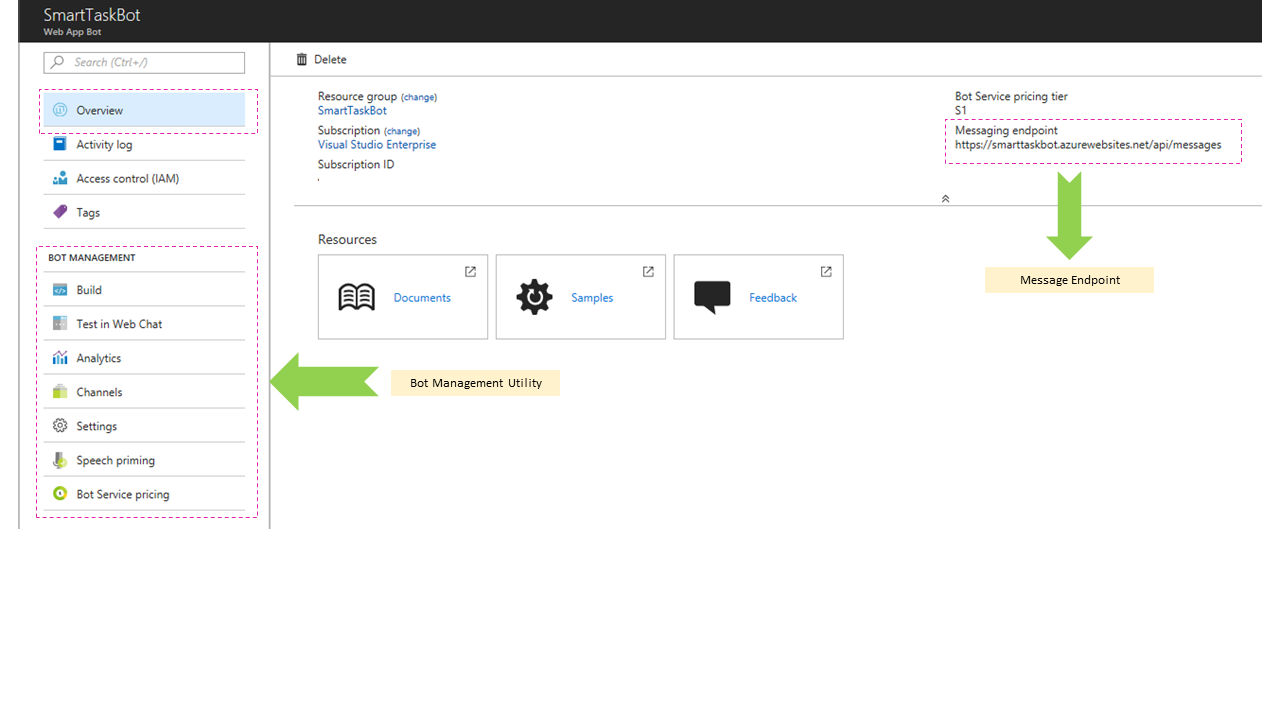 SmartTaskBot
Web App Bot
Search (Ctrl+/)
Overview
Activity log
Access control (IAM)
Tags
BOT MANAGEMENT
Build
Test in Web Chat
Analytics
Channels
Settings
Speech priming
Bot Service pricing
Delete
Resource group (change)
SmartTaskBot
Subscription (change)
Visual Studio Enterprise
Subscription ID
Bot Service pricing tier
S1
Messaging endpoint
https://smarttaskbot.azurewebsites.net/api/messages
Message Endpoint
Resources
Documents
Samples
Feedback
Bot Management Utility